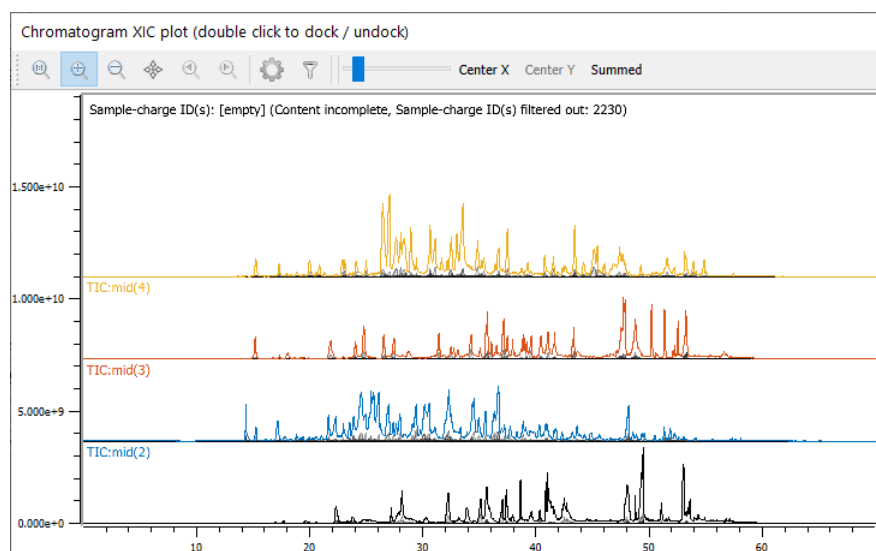 Chromatogram XIC plot (double click to dock / undock)
Center X Center Y Summed
Sample-charge ID(s): [empty] (Content incomplete, Sample-charge ID(s) filtered out: 2230)
1.500e+10
TIC:mid(4)
1.000e+10
TIC:mid(3)
5.000e+9
TIC:mid(2)
0.000e+0
10 20 30 40 50 60